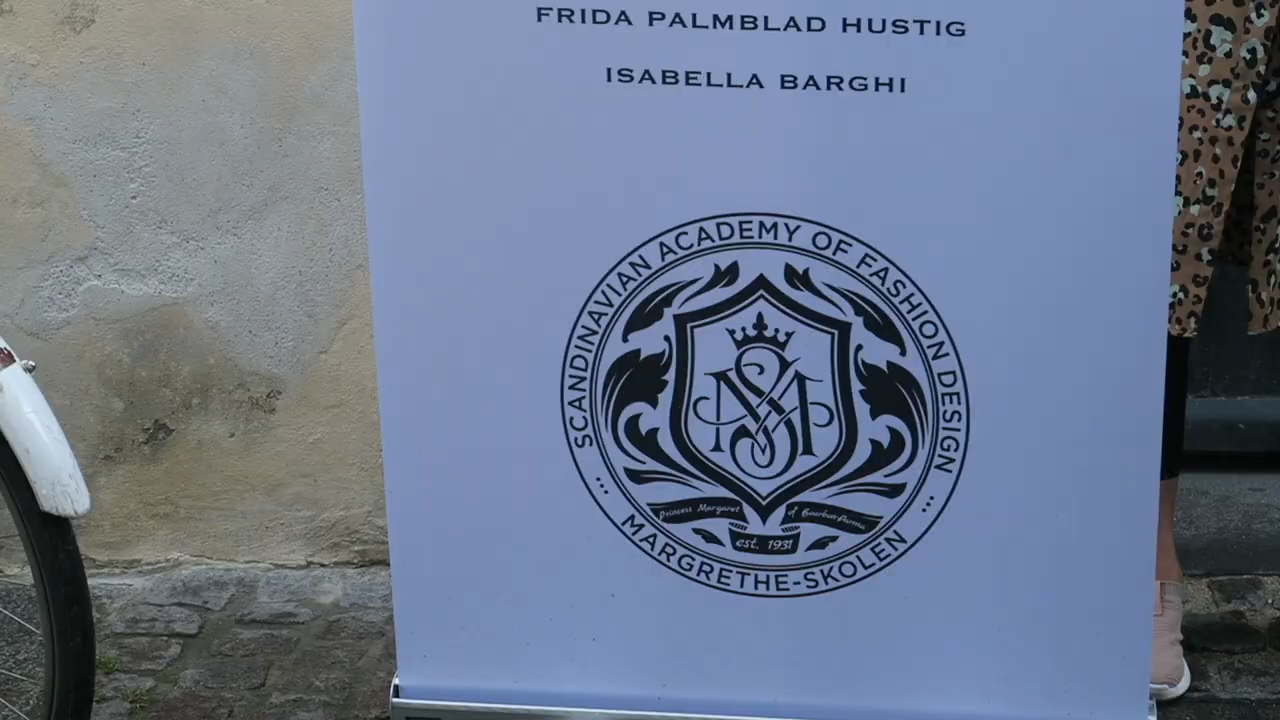 FRIDA PALMBLAD HUSTIG
ISABELLA BARGHI
SCANDINAVIAN ACADEMY OF FASHION DESIGN
Princess Margaret of Bourbon-Parma
est. 1931
... MARGRETHE-SKOLEN ...